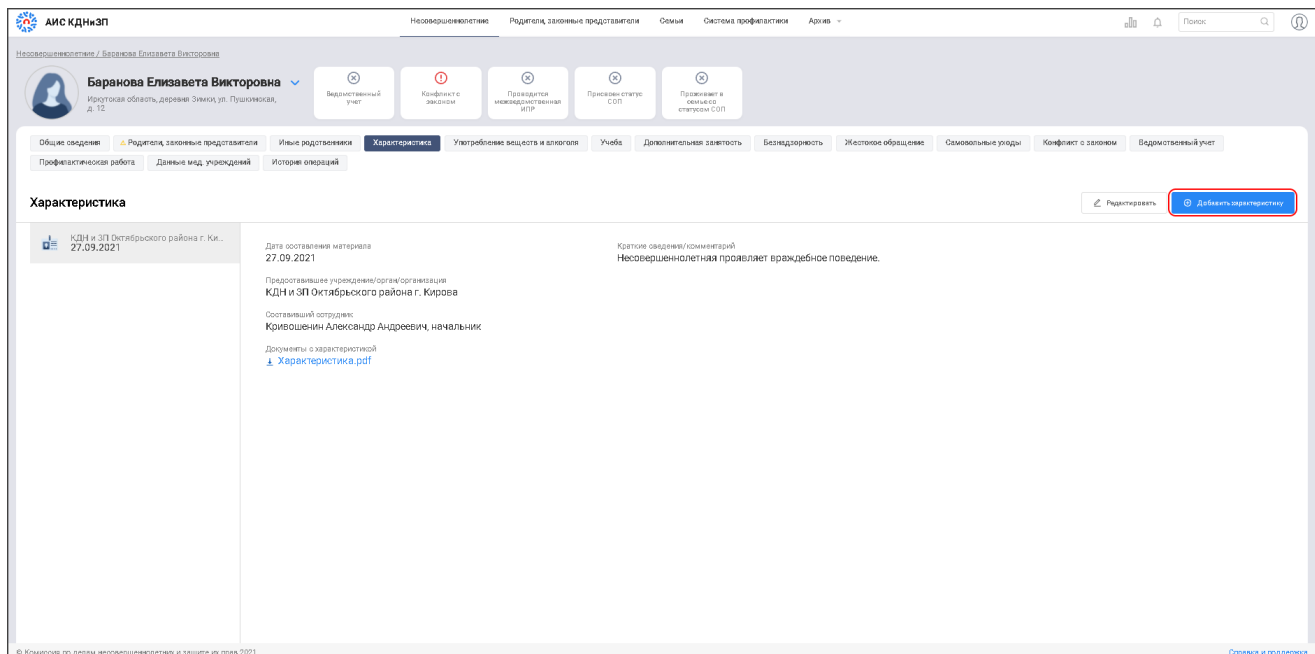 АИС КДНиЗП
Несовершеннолетние Родители, законные представители Семьи Система профилактики Архив
Поиск
Несовершеннолетние / Баранова Елизавета Викторовна
Баранова Елизавета Викторовна
Иркутская область, деревня Зимки, ул. Пушкинская,
д. 12
Ведомственный
учет
Конфликт с
законом
Проводится
межведомственная
ИПР
Присвоен статус
СОП
Проживает в
семье со
статусом СОП
Общие сведения Родители, законные представители Иные родственники Характеристика Употребление веществ и алкоголя Учеба Дополнительная занятость Безнадзорность Жестокое обращение Самовольные уходы Конфликт с законом Ведомственный учет
Профилактическая работа Данные мед. учреждений История операций
Характеристика
Редактировать
Добавить характеристику
КДН и ЗП Октябрьского района г. Ки...
27.09.2021
Дата составления материала
27.09.2021
Краткие сведения/комментарий
Несовершеннолетняя проявляет враждебное поведение.
Предоставившее учреждение/орган/организация
КДН и ЗП Октябрьского района г. Кирова
Составивший сотрудник
Кривошенин Александр Андреевич, начальник
Документы с характеристикой
Характеристика.pdf
© Комиссия по делам несовершеннолетних и защите их прав 2021
Справка и поддержка